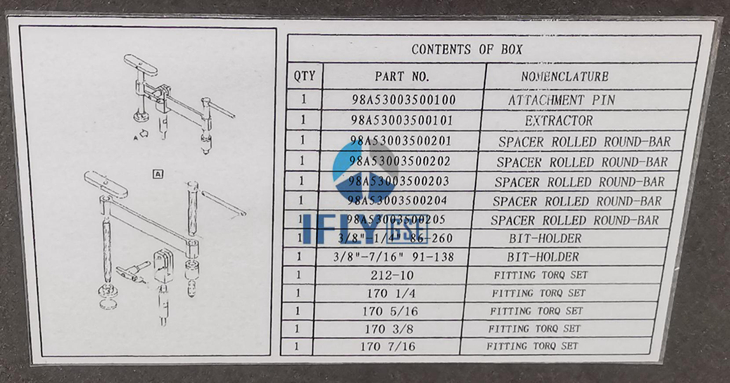 CONTENTS OF BOX
QTY PART NO. NOMENCLATURE
1 98A53003500100 ATTACHMENT PIN
1 98A53003500101 EXTRACTOR
1 98A53003500201 SPACER ROLLED ROUND-BAR
1 98A53003500202 SPACER ROLLED ROUND-BAR
1 98A53003500203 SPACER ROLLED ROUND-BAR
1 98A53003500204 SPACER ROLLED ROUND-BAR
1 98A53003500205 SPACER ROLLED ROUND-BAR
1 3/8"-1/4" 86-260 BIT-HOLDER
1 3/8"-7/16" 91-138 BIT-HOLDER
1 212-10 FITTING TORQ SET
1 170 1/4 FITTING TORQ SET
1 170 5/16 FITTING TORQ SET
1 170 3/8 FITTING TORQ SET
1 170 7/16 FITTING TORQ SET
A
A
IFLY GSE